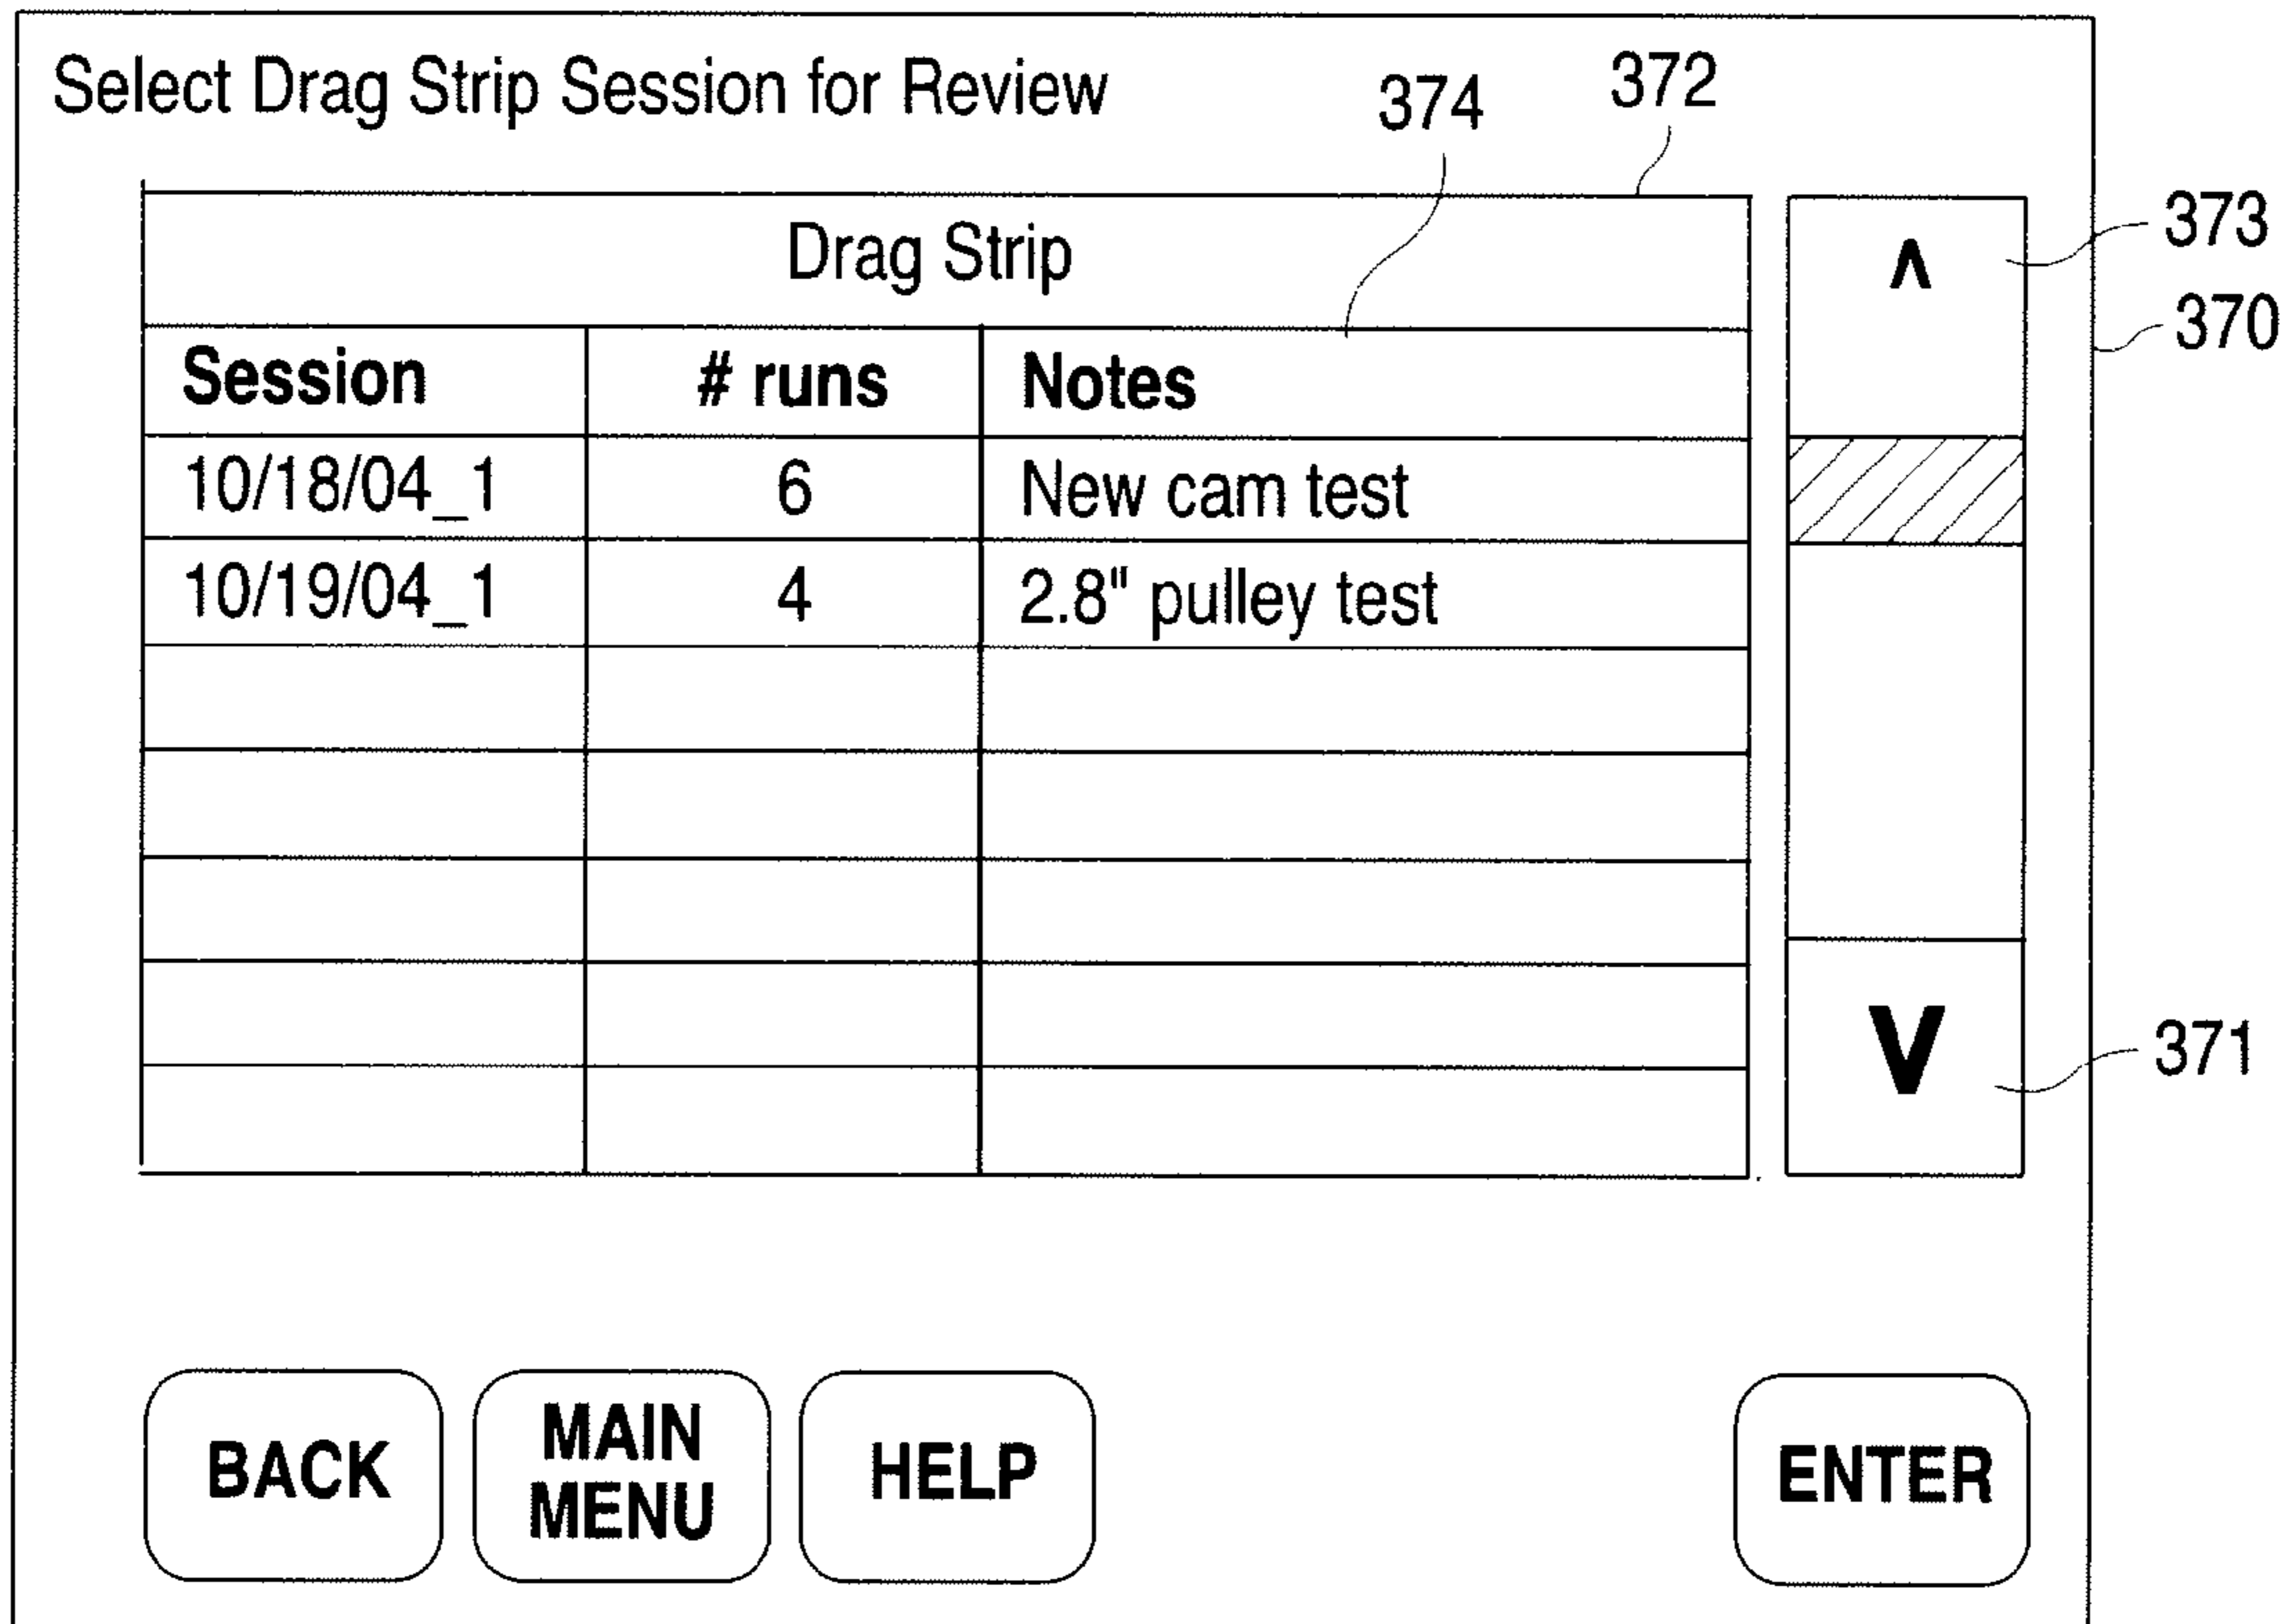 Select Drag Strip Session for Review
374
372
Drag Strip
373
370
Session # runs Notes
10/18/04_1 6 New cam test
10/19/04_1 4 2.8" pulley test
371
BACK
MAIN
MENU
HELP
ENTER